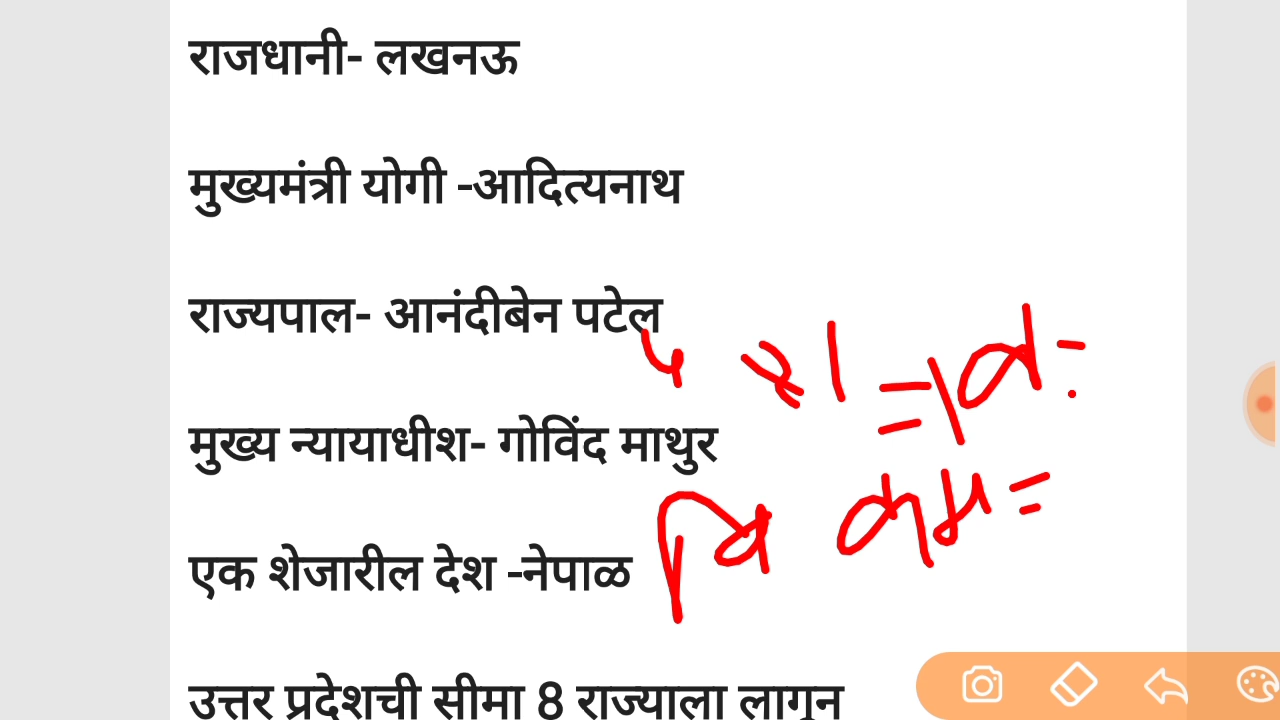 राजधानी- लखनऊ
मुख्यमंत्री योगी -आदित्यनाथ
राज्यपाल- आनंदीबेन पटेल
मुख्य न्यायाधीश- गोविंद माथुर
एक शेजारील देश -नेपाळ
उत्तर प्रदेशची सीमा 8 राज्याला लागून